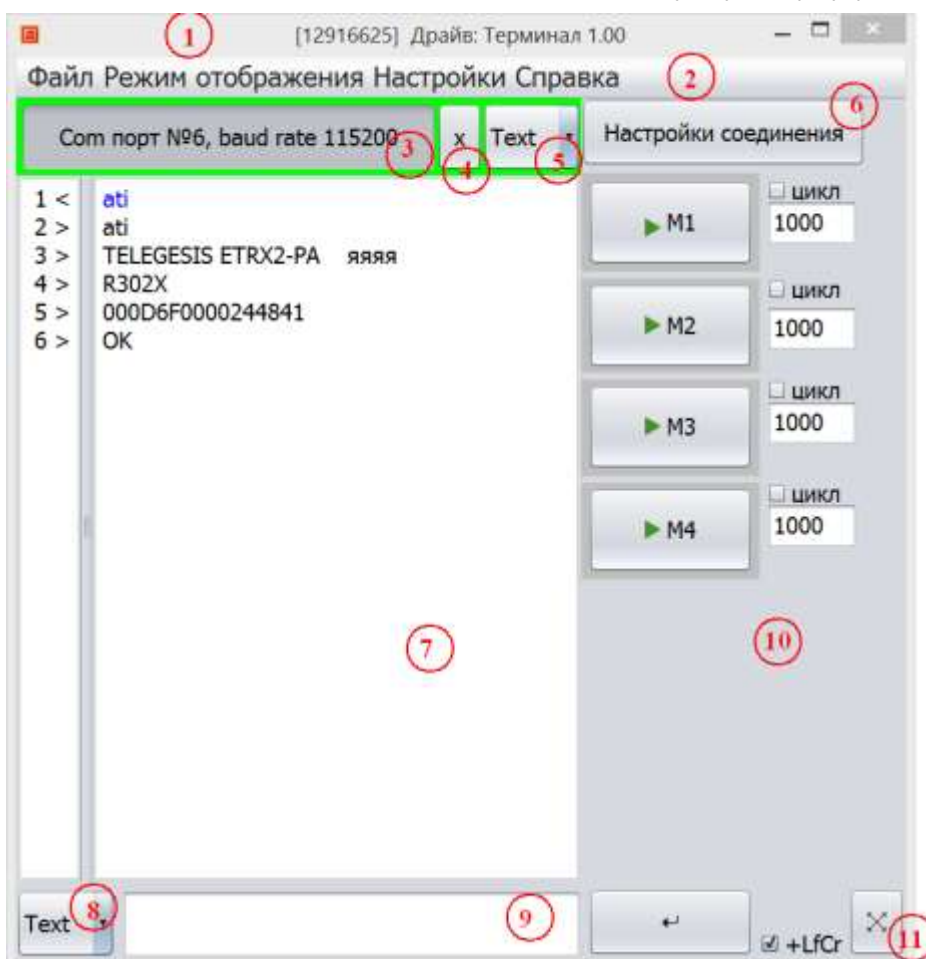 1
[12916625] Драйв: Терминал 1.00
Файл Режим отображения Настройки Справка
2
6
Com порт №6, baud rate 115200
3
x
4
Text
5
Настройки соединения
1 < ati
2 > ati
3 > TELEGESIS ETRX2-PA яяяя
4 > R302X
5 > 000D6F0000244841
6 > OK
M1
цикл
1000
M2
цикл
1000
M3
цикл
1000
M4
цикл
1000
7
10
Text
8
9
+LfCr
11